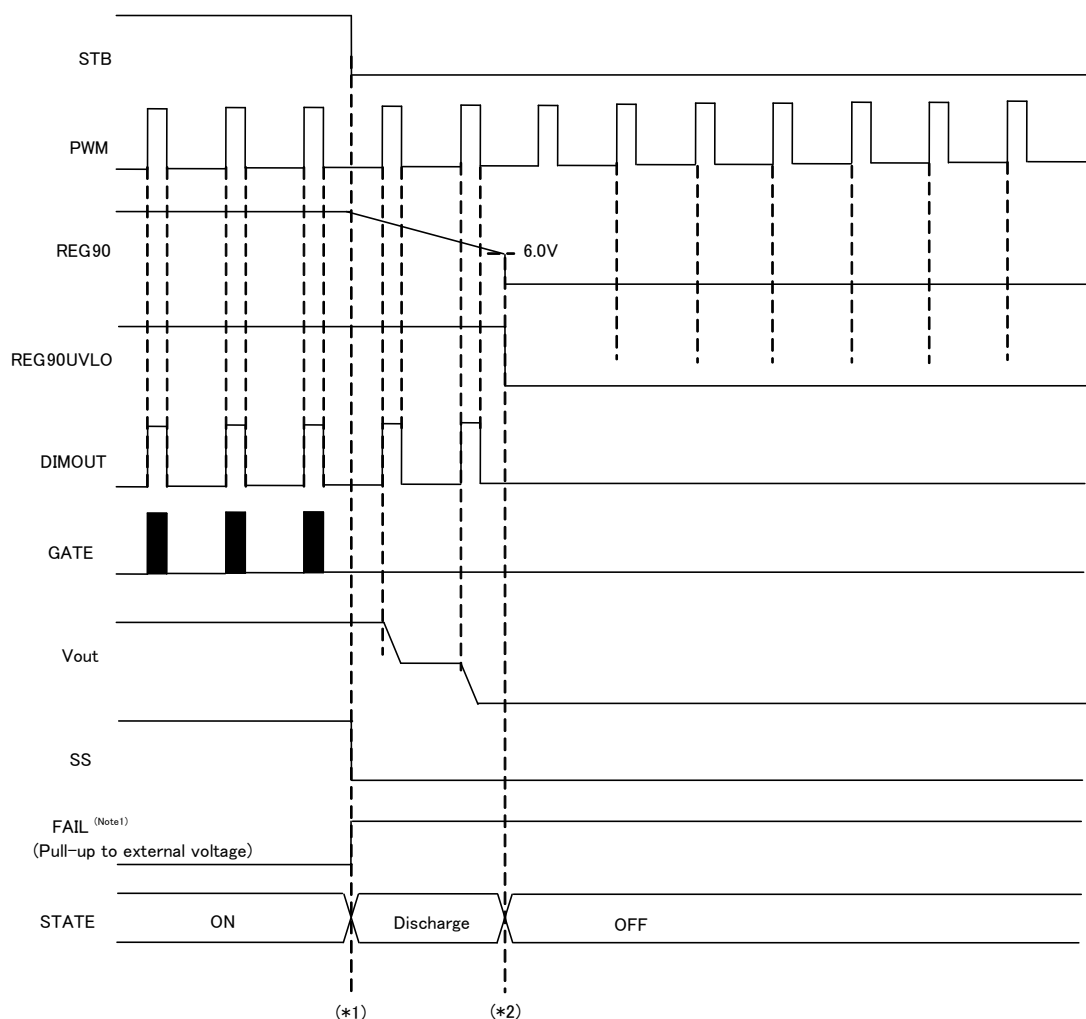 STB
PWM
REG90
6.0V
REG90UVLO
DIMOUT
GATE
Vout
SS
FAIL (Note1)
(Pull-up to external voltage)
STATE
ON
Discharge
OFF
(*1)
(*2)